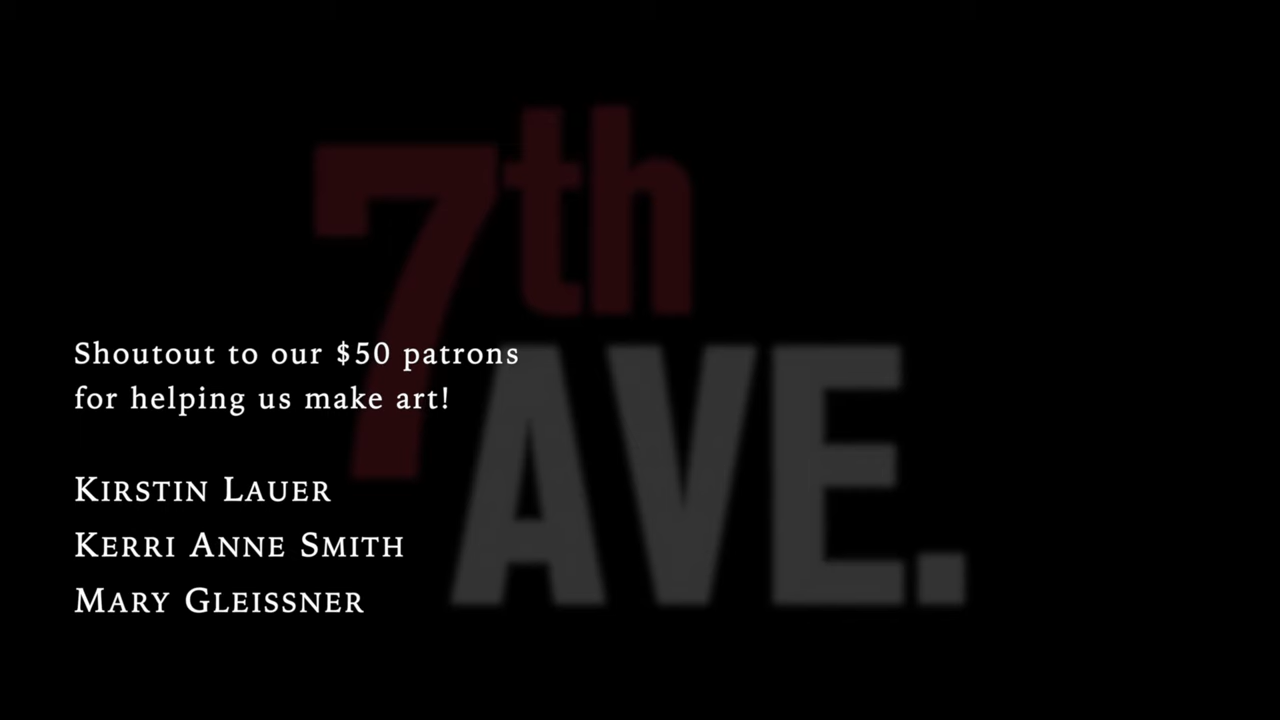 7th
AVE.
Shoutout to our $50 patrons
for helping us make art!
KIRSTIN LAUER
KERRI ANNE SMITH
MARY GLEISSNER